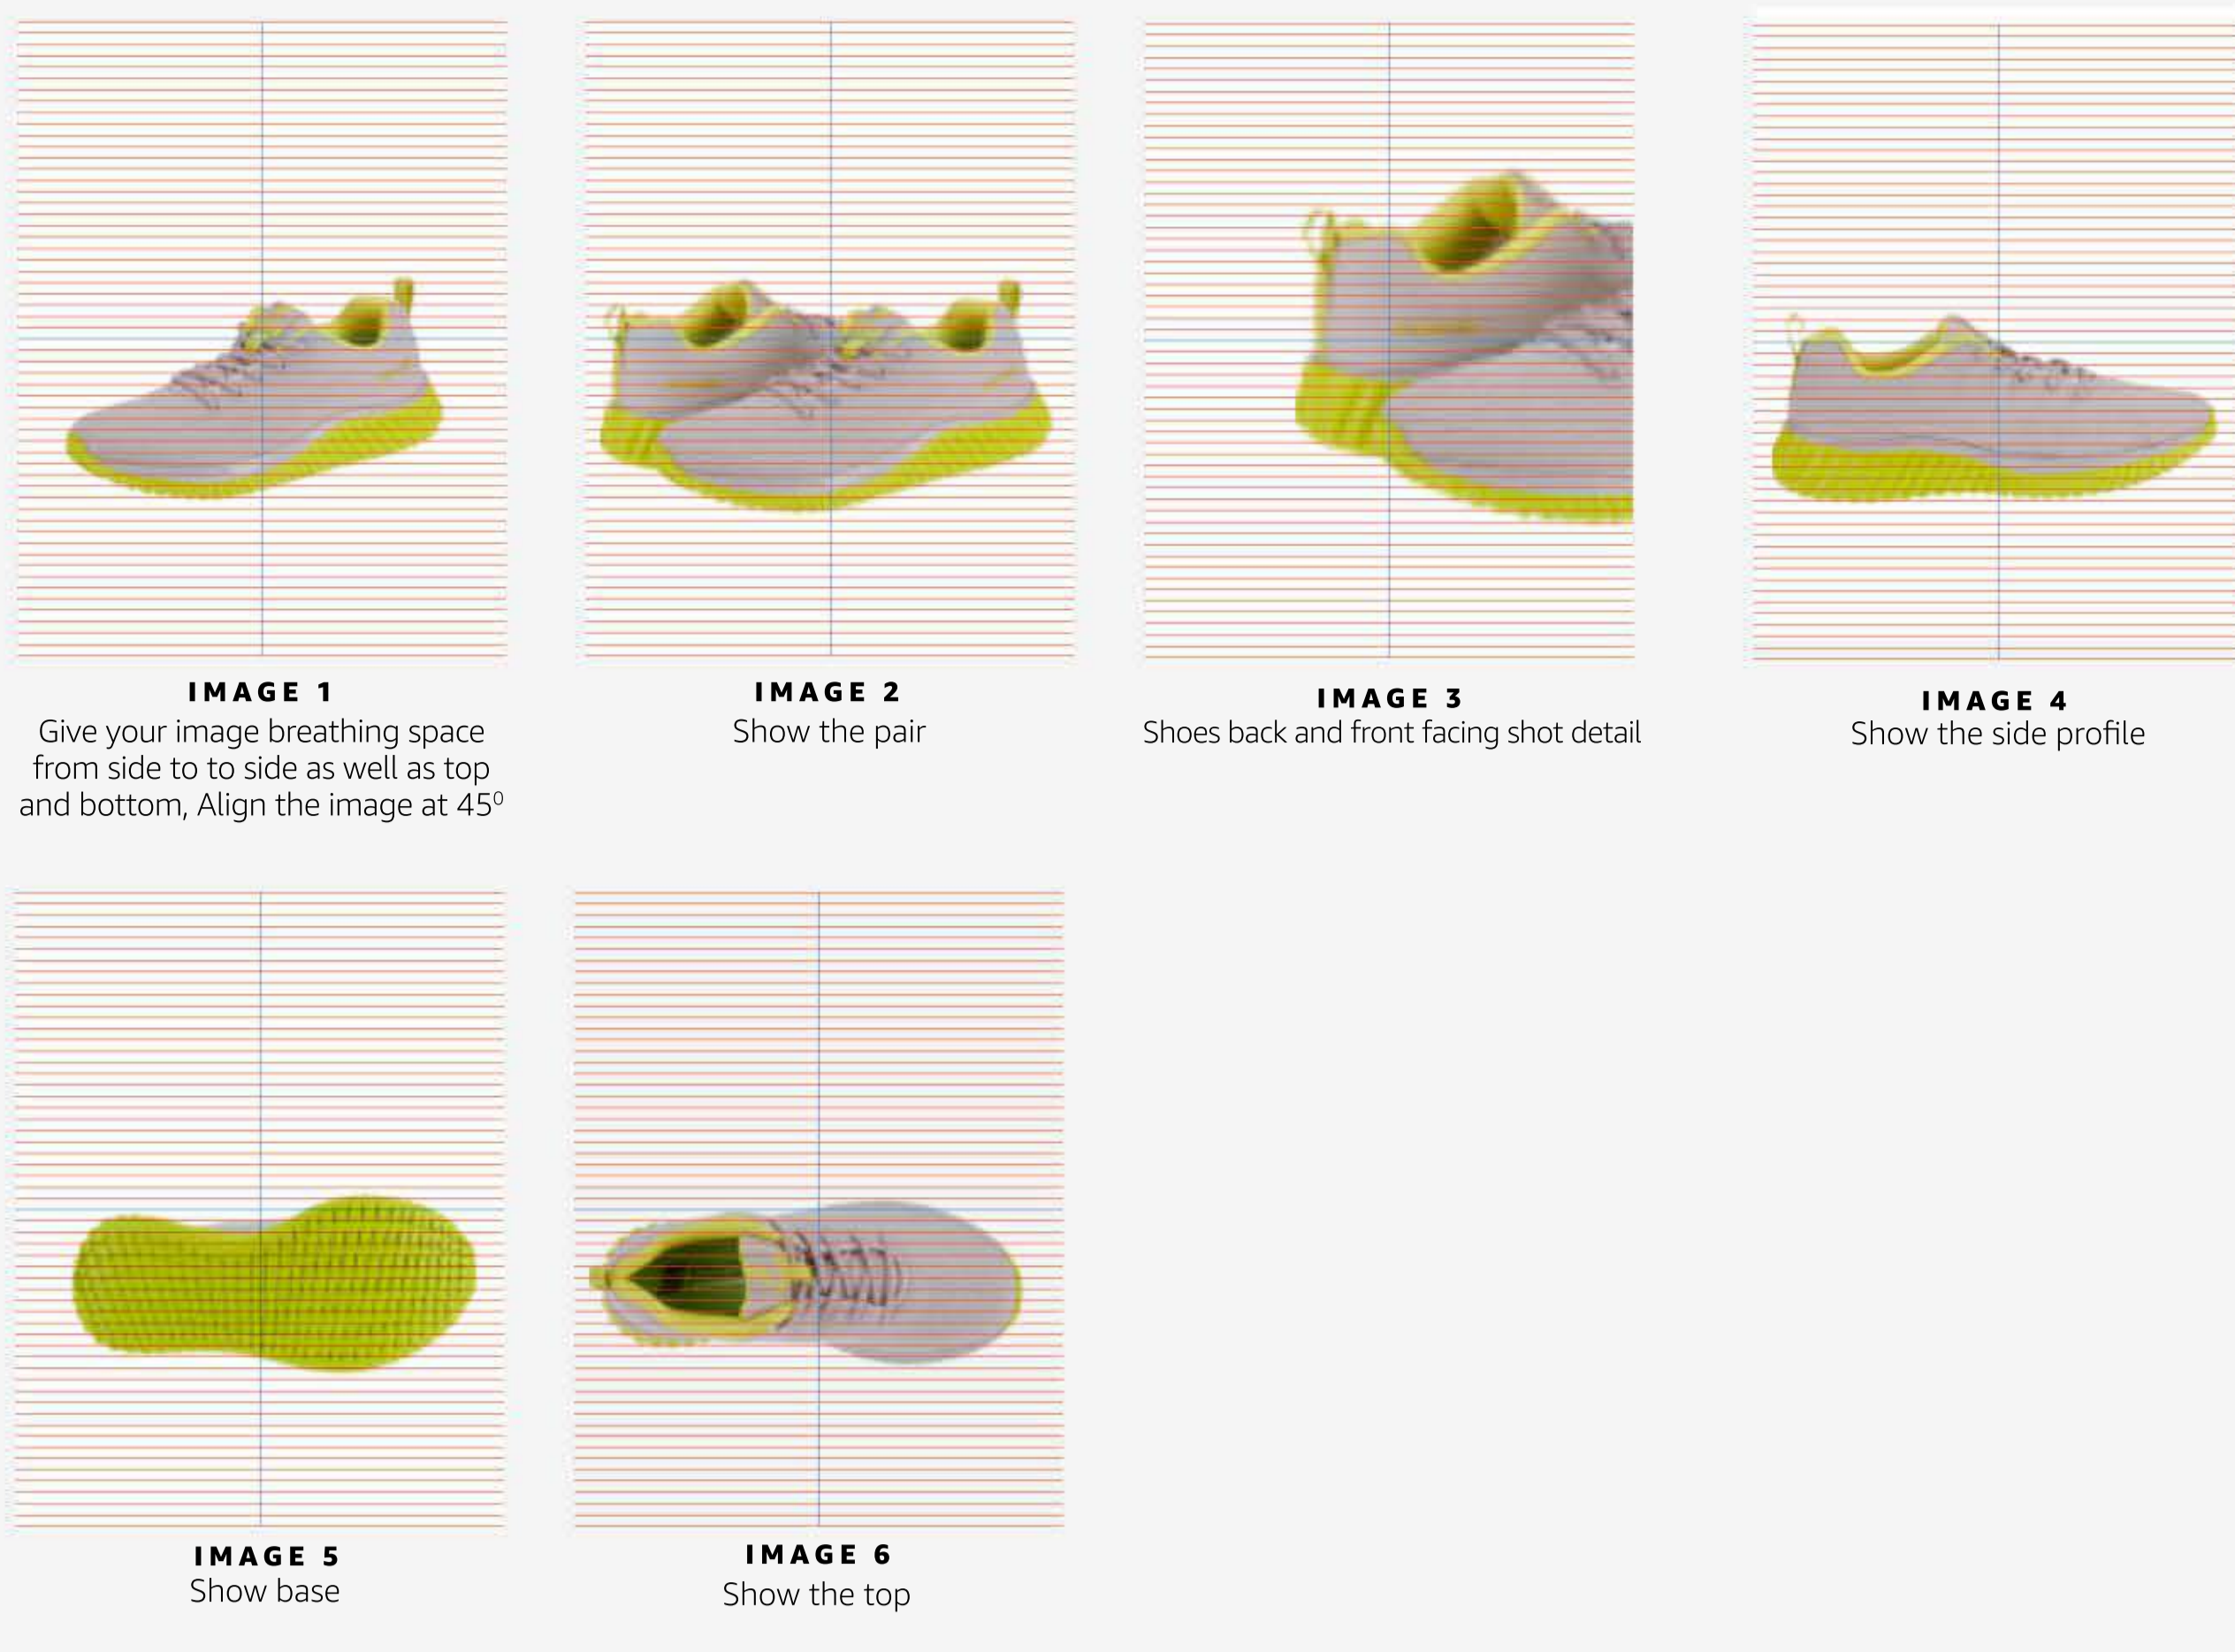 IMAGE 1
Give your image breathing space
from side to to side as well as top
and bottom, Align the image at 45⁰
IMAGE 2
Show the pair
IMAGE 3
Shoes back and front facing shot detail
IMAGE 4
Show the side profile
IMAGE 5
Show base
IMAGE 6
Show the top